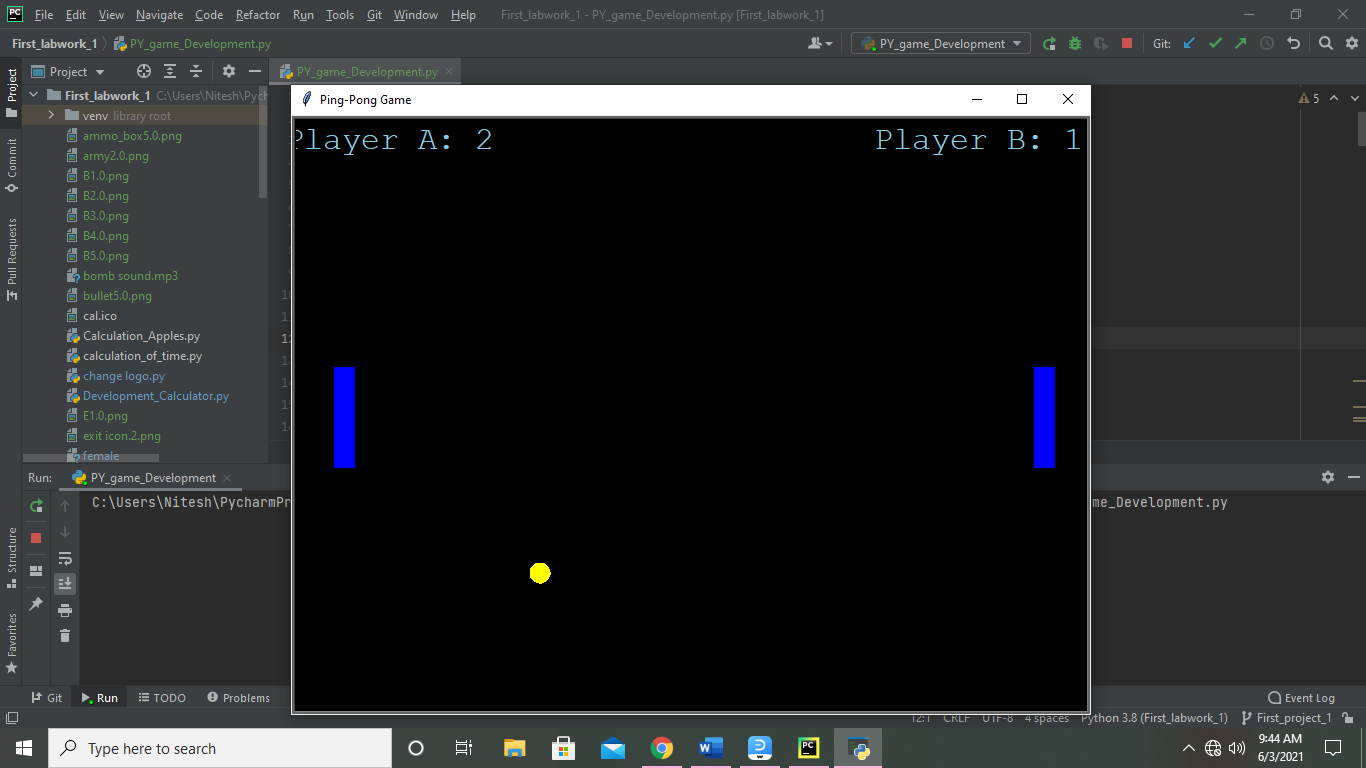 PC File Edit View Navigate Code Refactor Run Tools Git Window Help First_labwork_1 - PY_game_Development.py [First_labwork_1]
First_labwork_1 PY_game_Development.py PY_game_Development Git:
Project PY_game_Development.py
Ping-Pong Game
First_labwork_1 C:\Users\Nitesh\Pych
5
venv library root
ammo_box5.0.png
army2.0.png
B1.0.png
B2.0.png
B3.0.png
B4.0.png
B5.0.png
bomb sound.mp3
bullet5.0.png
cal.ico
Calculation_Apples.py
calculation_of_time.py
change logo.py
Development_Calculator.py
E1.0.png
exit icon.2.png
female
Player A: 2 Player B: 1
Project
Commit
Pull Requests
Structure
Favorites
Run: PY_game_Development
C:\Users\Nitesh\PycharmPr me_Development.py
Git Run TODO Problems Event Log
12:1 CRLF UTF-8 4 spaces Python 3.8 (First_labwork_1) First_project_1
Type here to search
9:44 AM
6/3/2021